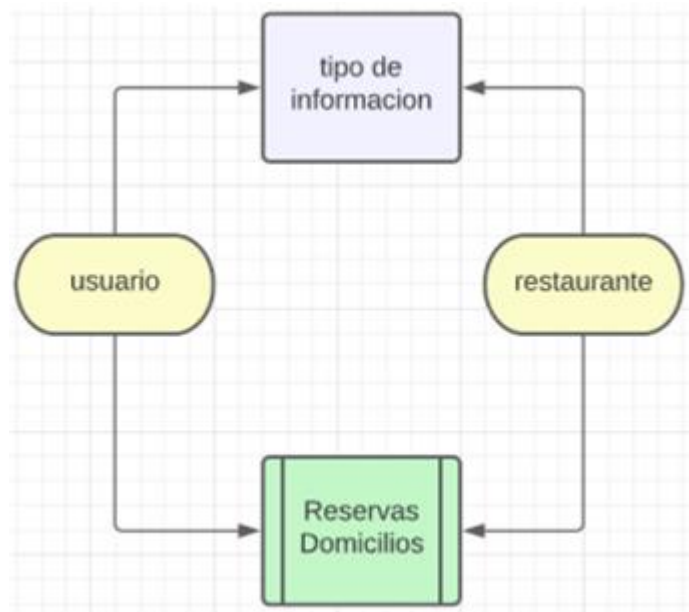 tipo de
informacion
usuario
restaurante
Reservas
Domicilios